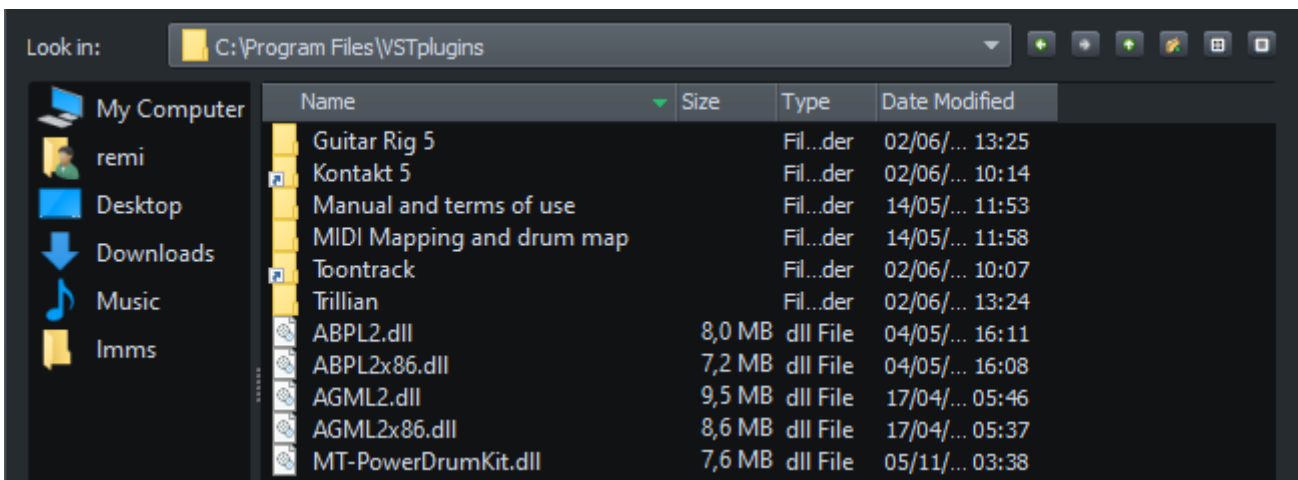 Look in: C:\Program Files\VSTplugins
My Computer
remi
Desktop
Downloads
Music
lmms
Name Size Type Date Modified
Guitar Rig 5 Fil...der 02/06/... 13:25
Kontakt 5 Fil...der 02/06/... 10:14
Manual and terms of use Fil...der 14/05/... 11:53
MIDI Mapping and drum map Fil...der 14/05/... 11:58
Toontrack Fil...der 02/06/... 10:07
Trillian Fil...der 02/06/... 13:24
ABPL2.dll 8,0 MB dll File 04/05/... 16:11
ABPL2x86.dll 7,2 MB dll File 04/05/... 16:08
AGML2.dll 9,5 MB dll File 17/04/... 05:46
AGML2x86.dll 8,6 MB dll File 17/04/... 05:37
MT-PowerDrumKit.dll 7,6 MB dll File 05/11/... 03:38